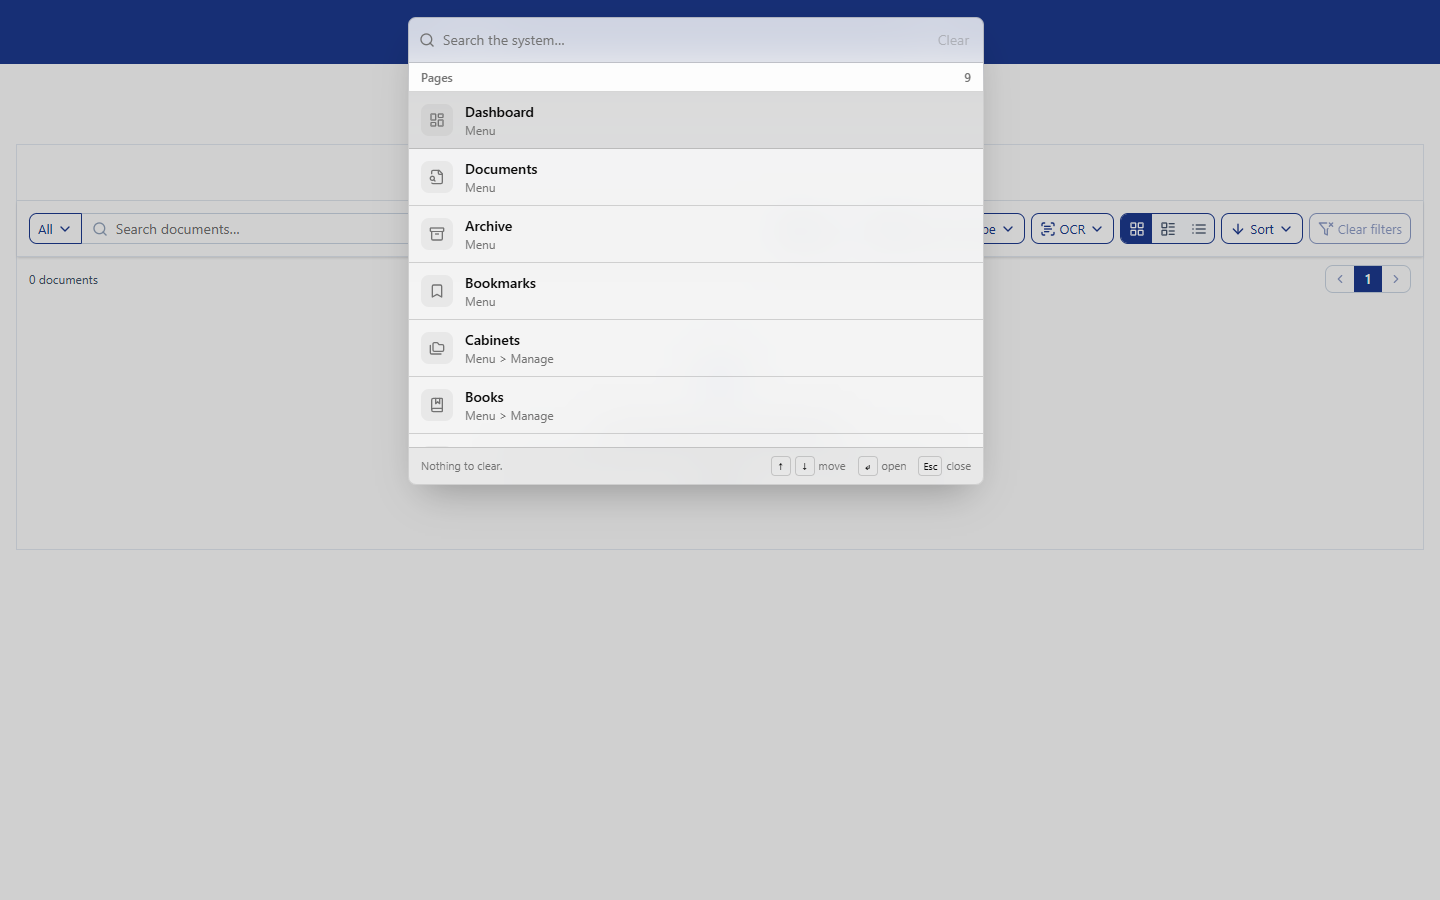 Search the system...
Clear
Pages
9
Dashboard
Menu
Documents
Menu
Archive
Menu
Bookmarks
Menu
Cabinets
Menu > Manage
Books
Menu > Manage
Nothing to clear.
↑ ↓ move
open
Esc close
All
Search documents...
OCR
Sort
Clear filters
0 documents
1